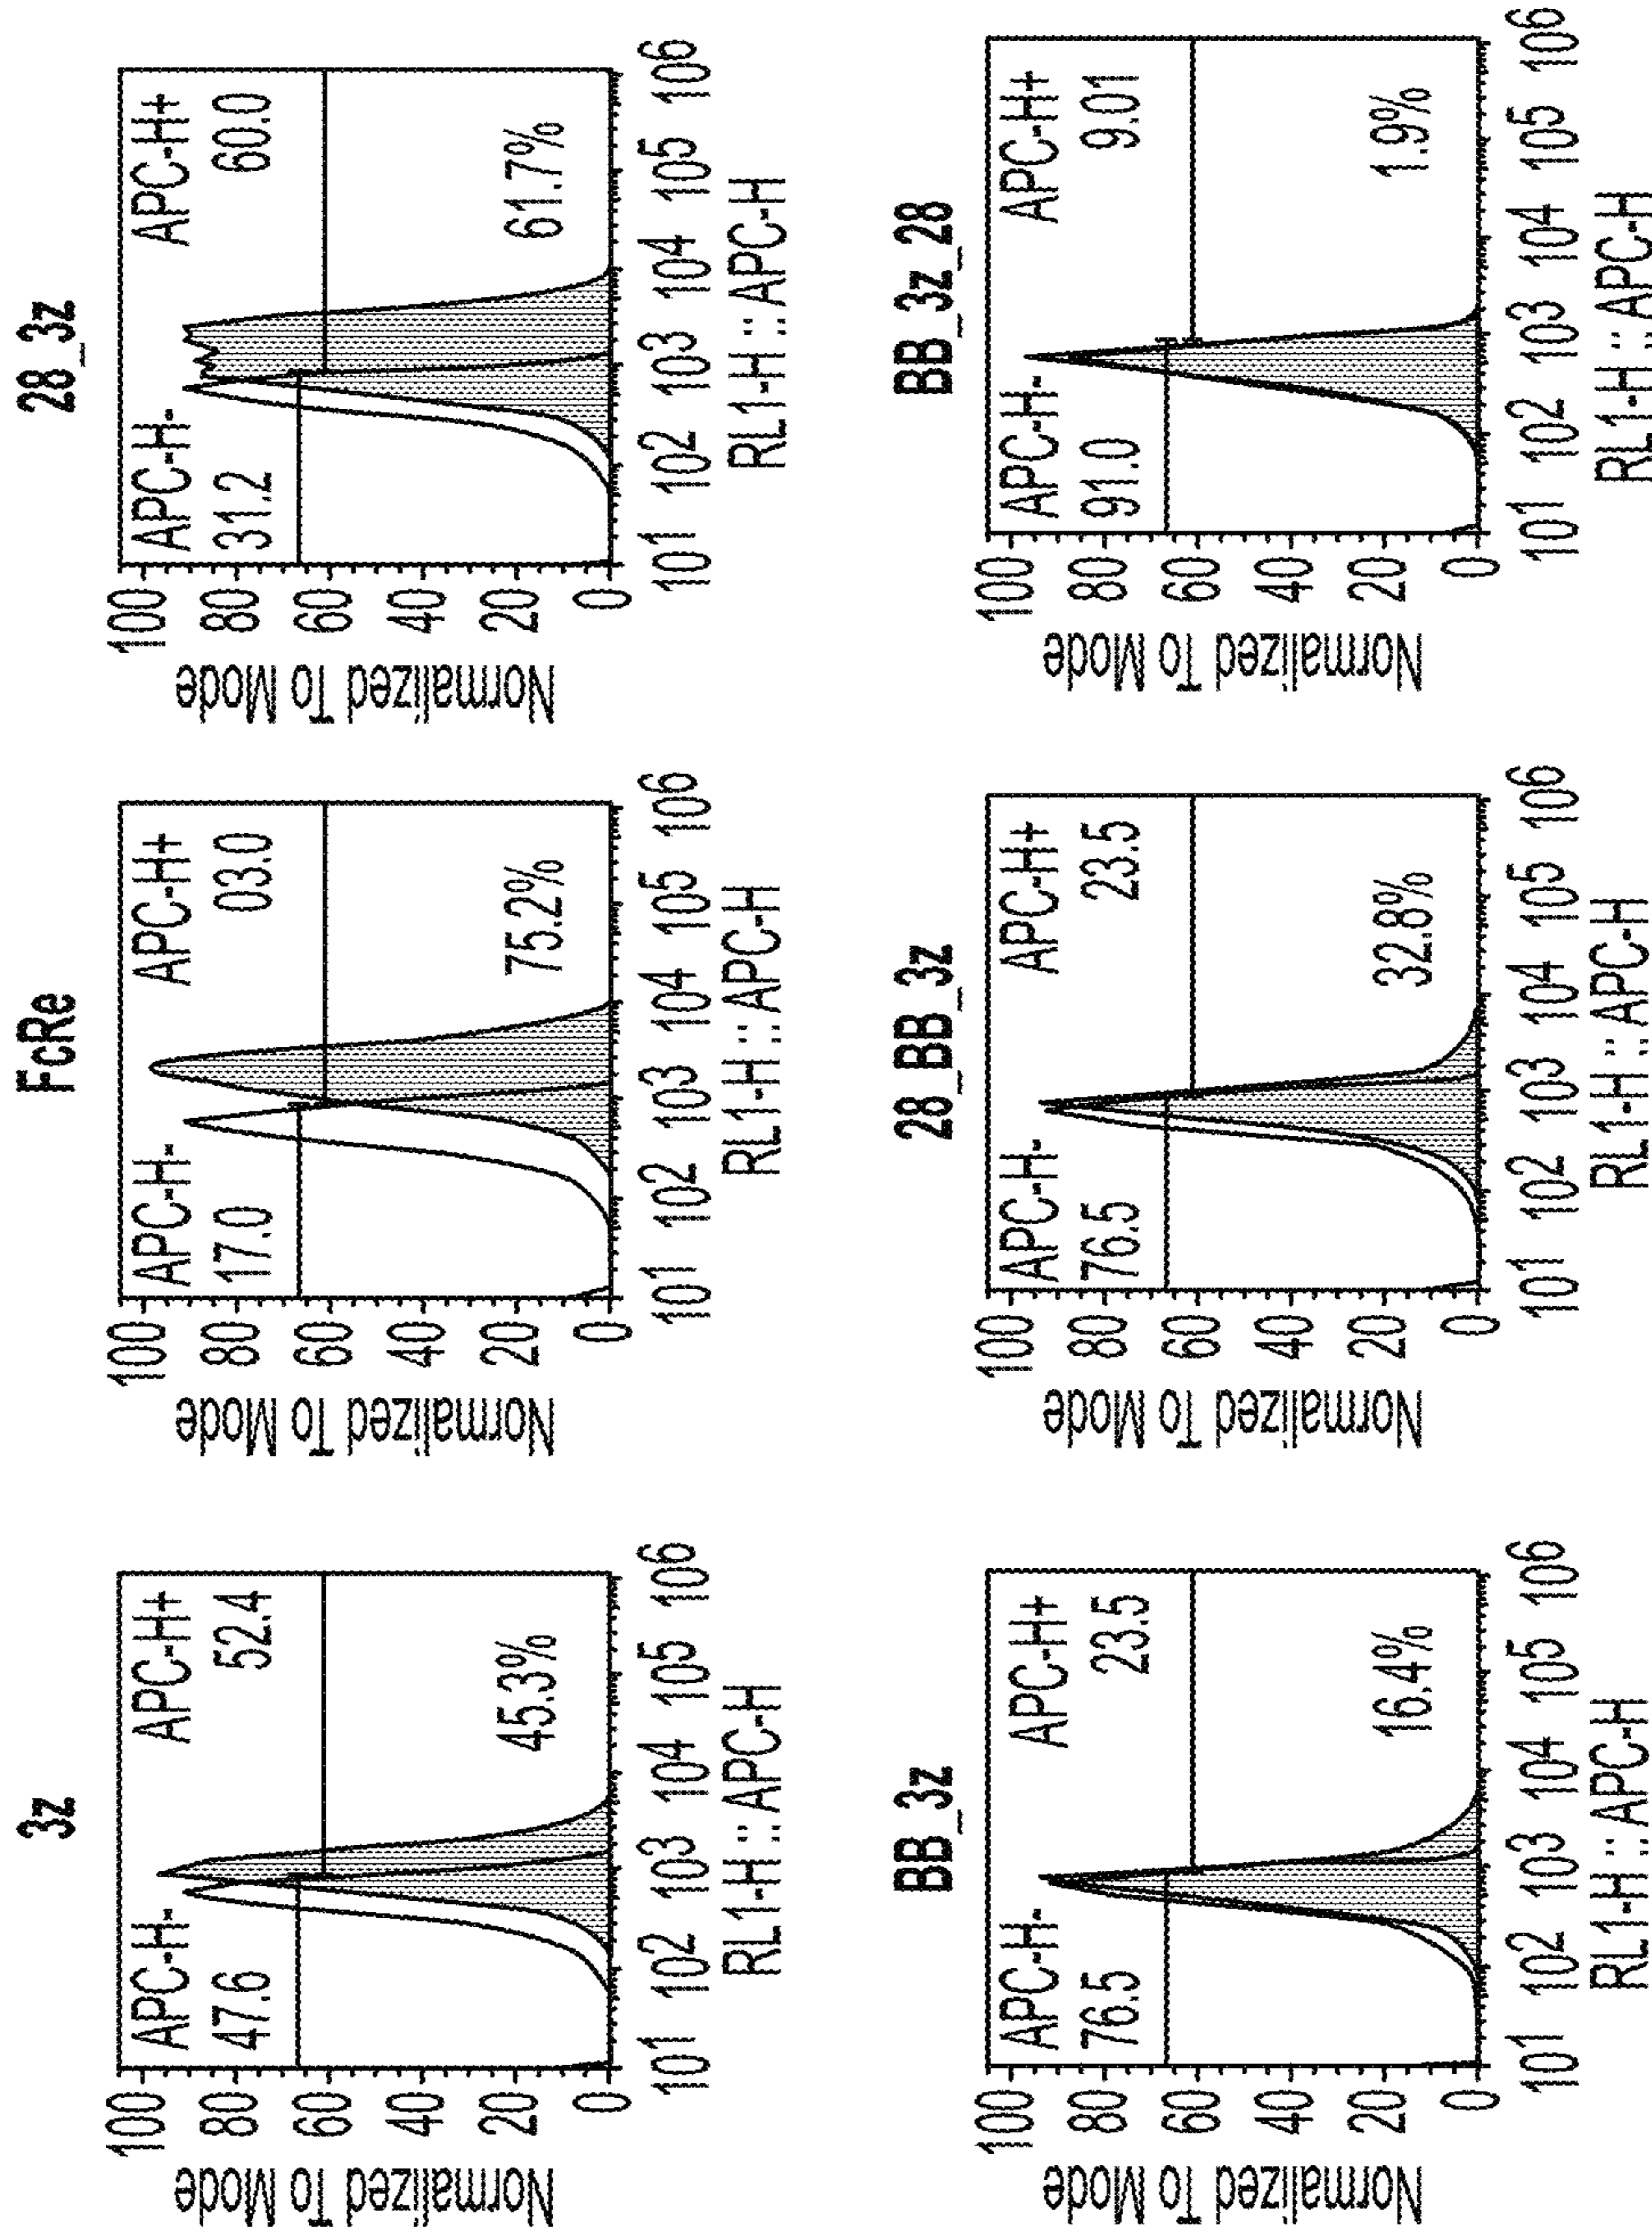 3z
Normalized To Mode
100
80
60
40
20
0
APC-H-
47.6
APC-H+
52.4
45.3%
10¹ 10² 10³ 10⁴ 10⁵ 10⁶
RL1-H :: APC-H
FcRe
Normalized To Mode
100
80
60
40
20
0
APC-H-
17.0
APC-H+
03.0
75.2%
10¹ 10² 10³ 10⁴ 10⁵ 10⁶
RL1-H :: APC-H
28_3z
Normalized To Mode
100
80
60
40
20
0
APC-H-
31.2
APC-H+
60.0
61.7%
10¹ 10² 10³ 10⁴ 10⁵ 10⁶
RL1-H :: APC-H
BB_3z
Normalized To Mode
100
80
60
40
20
0
APC-H-
76.5
APC-H+
23.5
16.4%
10¹ 10² 10³ 10⁴ 10⁵ 10⁶
RL1-H :: APC-H
28_BB_3z
Normalized To Mode
100
80
60
40
20
0
APC-H-
76.5
APC-H+
23.5
32.8%
10¹ 10² 10³ 10⁴ 10⁵ 10⁶
RL1-H :: APC-H
BB_3z_28
Normalized To Mode
100
80
60
40
20
0
APC-H-
91.0
APC-H+
9.01
1.9%
10¹ 10² 10³ 10⁴ 10⁵ 10⁶
RL1-H :: APC-H